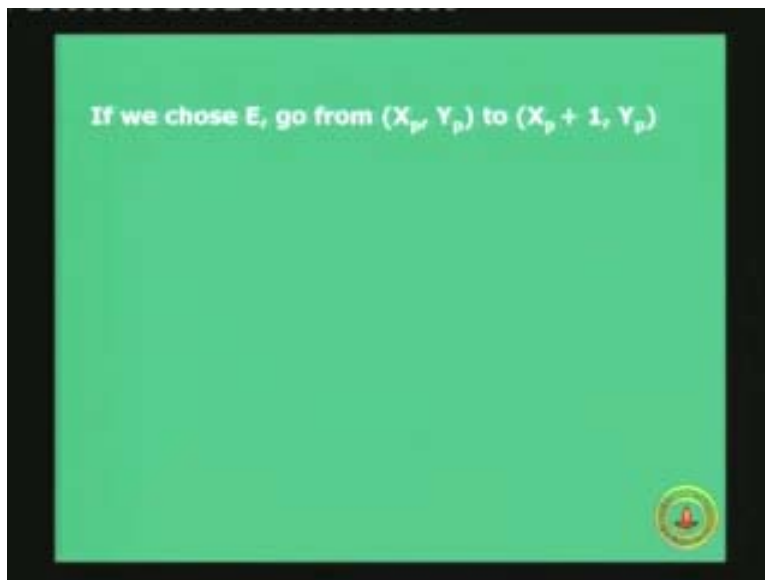 If we chose E, go from (Xp, Yp) to (Xp + 1, Yp)